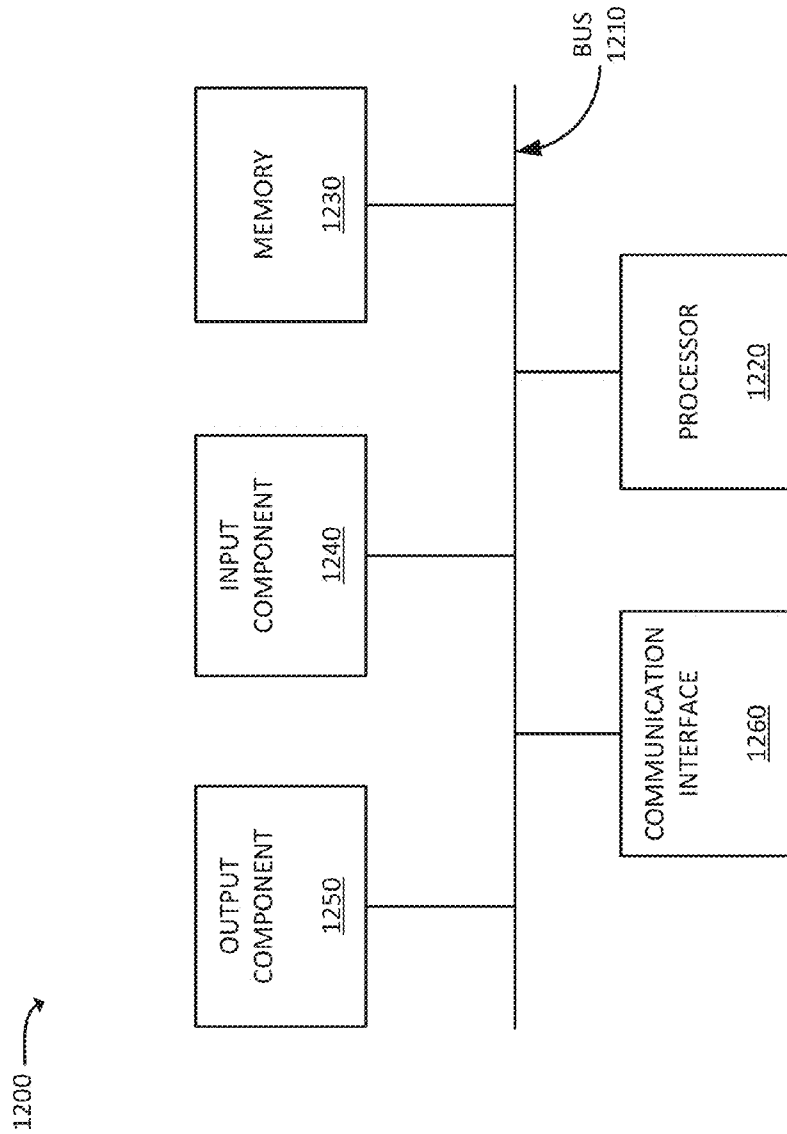 1200
OUTPUT
COMPONENT
1250
INPUT
COMPONENT
1240
MEMORY
1230
BUS
1210
COMMUNICATION
INTERFACE
1260
PROCESSOR
1220